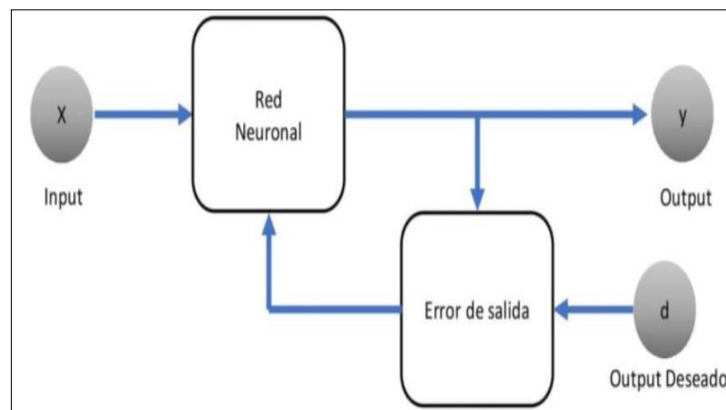 X
Input
Red
Neuronal
y
Output
Error de salida
d
Output Deseado